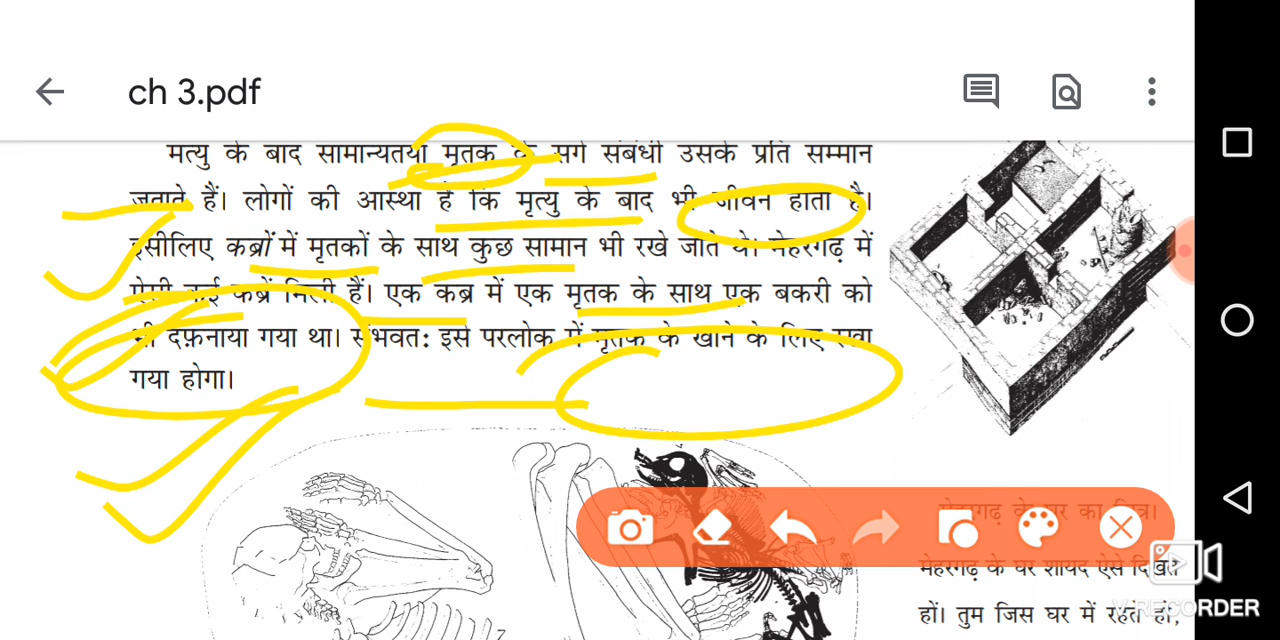 ch 3.pdf
मत्यु के बाद सामान्यतया मृतक के सगे संबंधी उसके प्रति सम्मान
जताते हैं। लोगों की आस्था है कि मृत्यु के बाद भी जीवन होता है।
इसीलिए कब्रों में मृतकों के साथ कुछ सामान भी रखे जाते थे। मेहरगढ़ में
ऐसी कई कब्रें मिली हैं। एक कब्र में एक मृतक के साथ एक बकरी को
भी दफ़नाया गया था। संभवत: इसे परलोक में मृतक के खाने के लिए रखा
गया होगा।
मेहरगढ़ के घर का चित्र।
मेहरगढ़ के घर शायद ऐसे दिखते
हों। तुम जिस घर में रहते हो,
V RECORDER